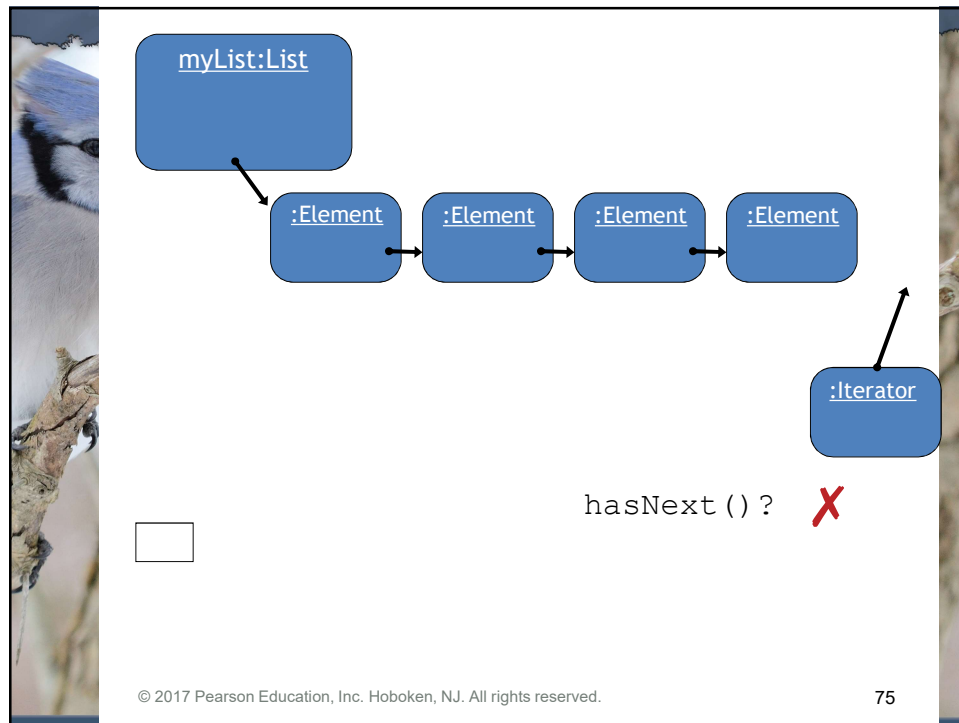 myList:List
:Element :Element :Element :Element
:Iterator
hasNext()? ✗
© 2017 Pearson Education, Inc. Hoboken, NJ. All rights reserved. 75